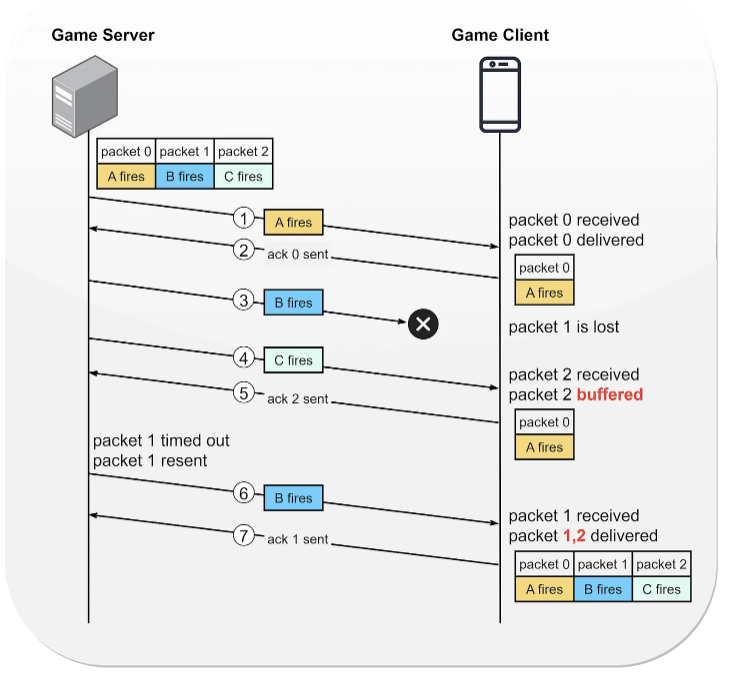 Game Server
Game Client
packet 0 packet 1 packet 2
A fires B fires C fires
1 A fires
packet 0 received
packet 0 delivered
2 ack 0 sent
packet 0
A fires
3 B fires
packet 1 is lost
4 C fires
packet 2 received
packet 2 buffered
5 ack 2 sent
packet 0
A fires
packet 1 timed out
packet 1 resent
6 B fires
packet 1 received
packet 1,2 delivered
7 ack 1 sent
packet 0 packet 1 packet 2
A fires B fires C fires